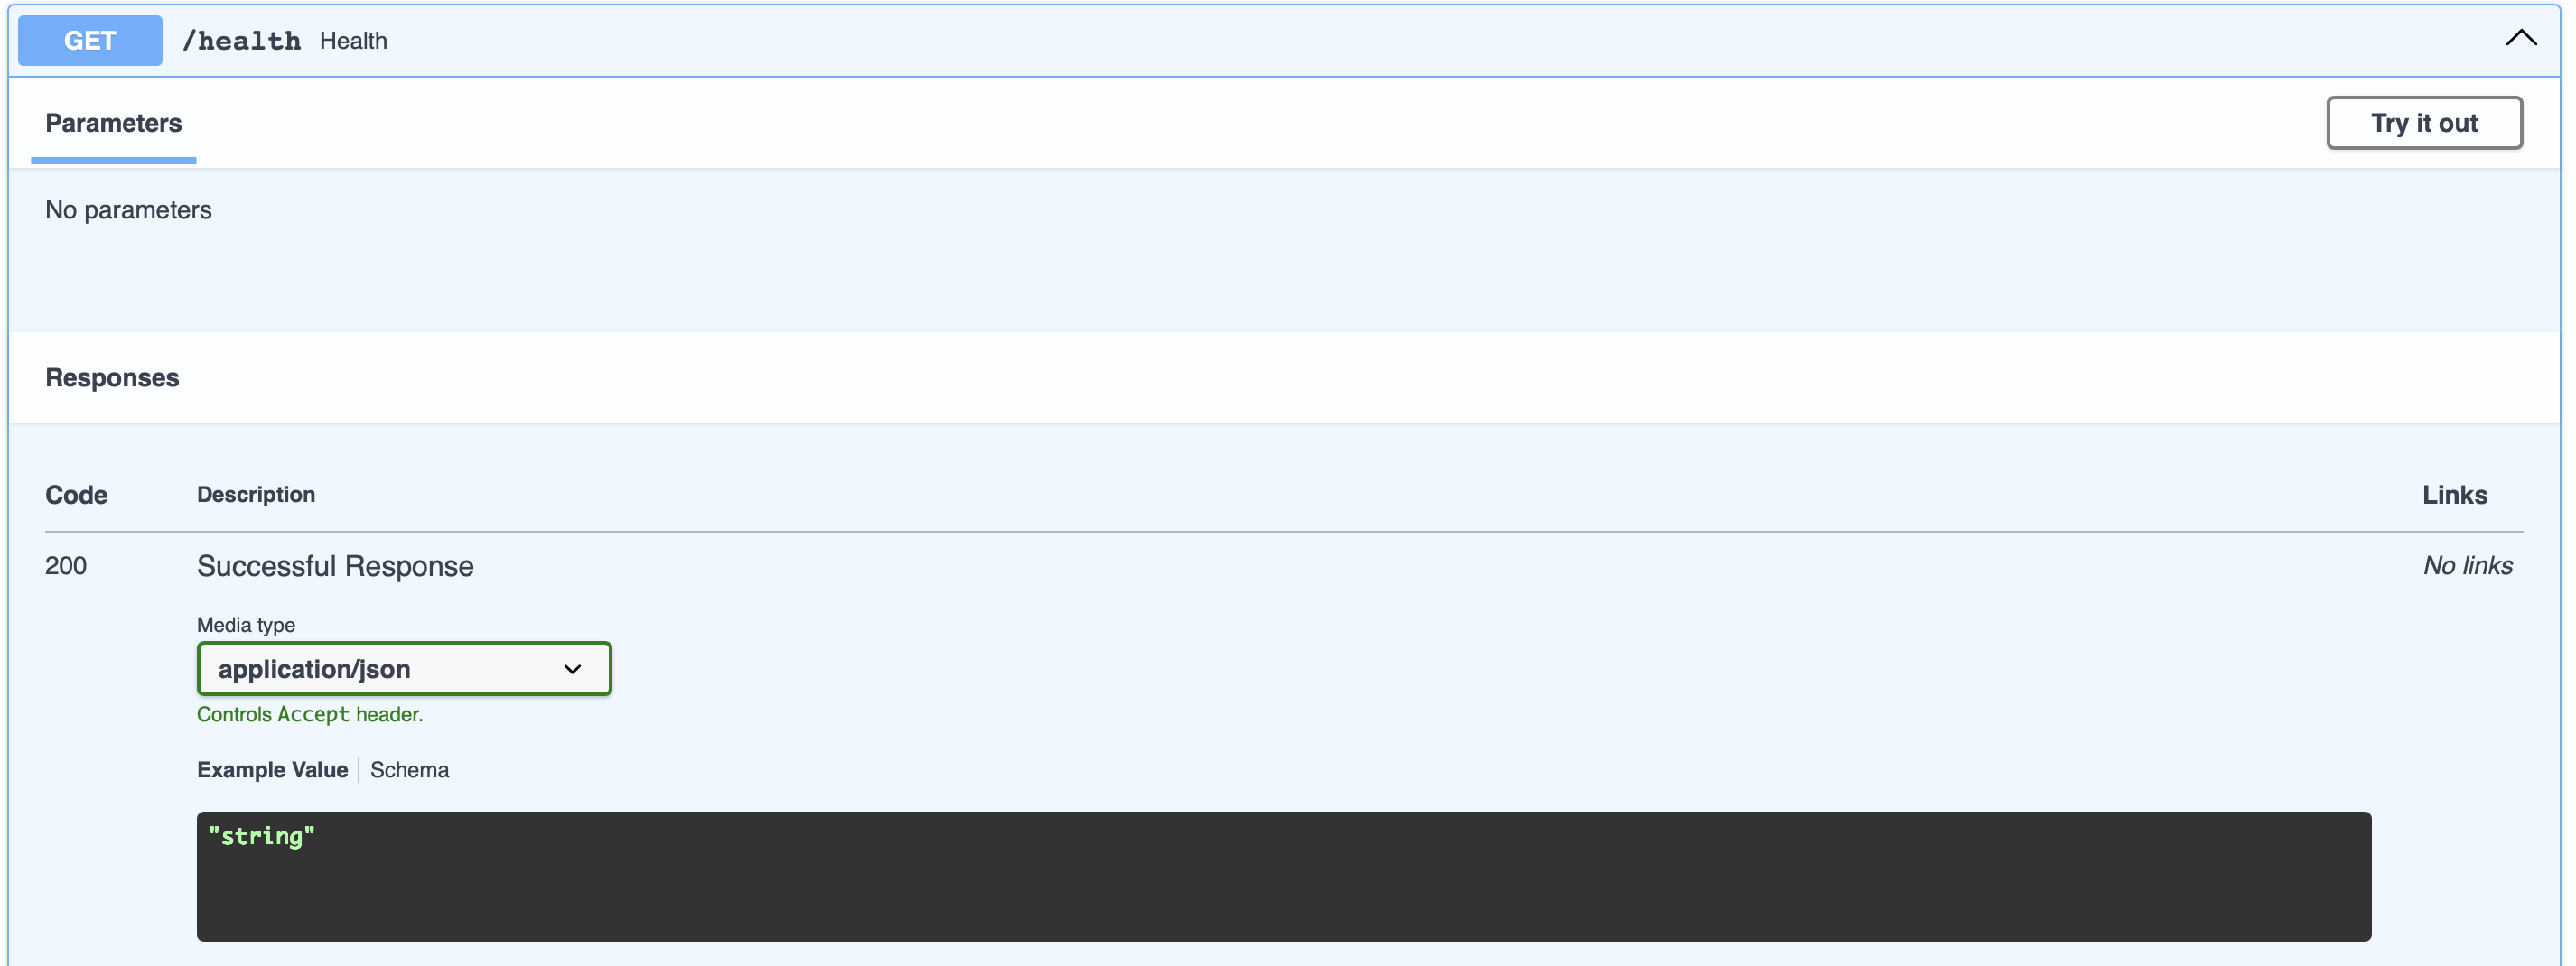 GET /health Health
Parameters Try it out
No parameters
Responses
Code Description Links
200 Successful Response No links
Media type
application/json
Controls Accept header.
Example Value Schema
"string"